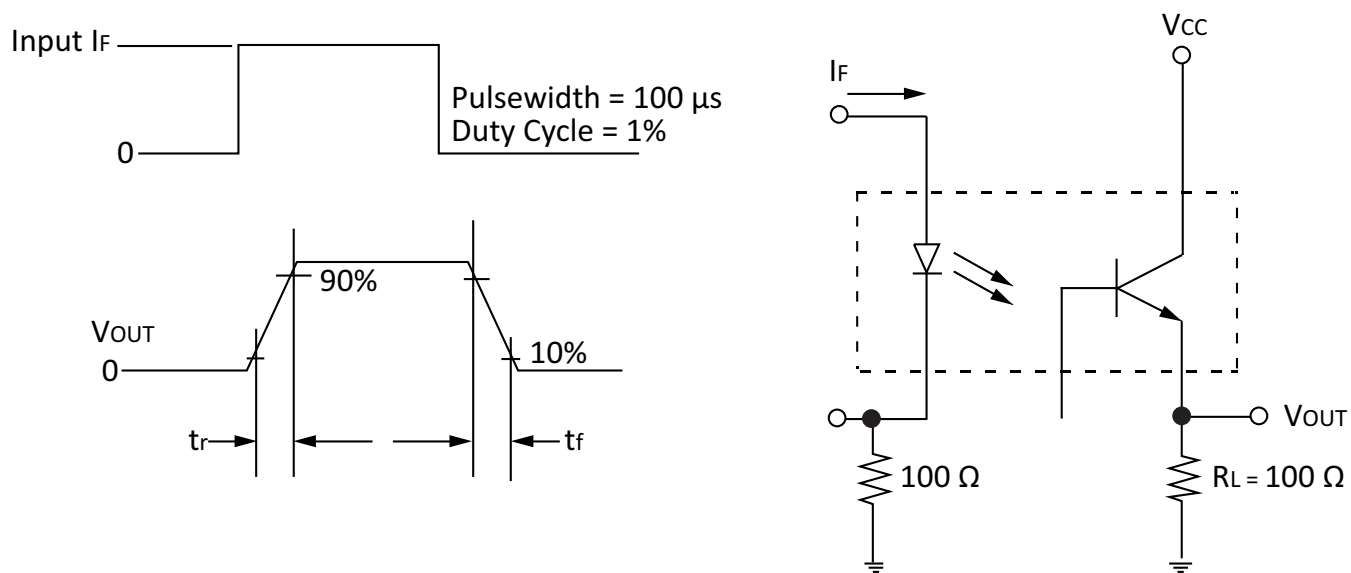 Input IF
Pulsewidth = 100 µs
Duty Cycle = 1%
0
90%
VOUT
0
10%
tr
tf
VCC
IF
VOUT
100 Ω
RL = 100 Ω